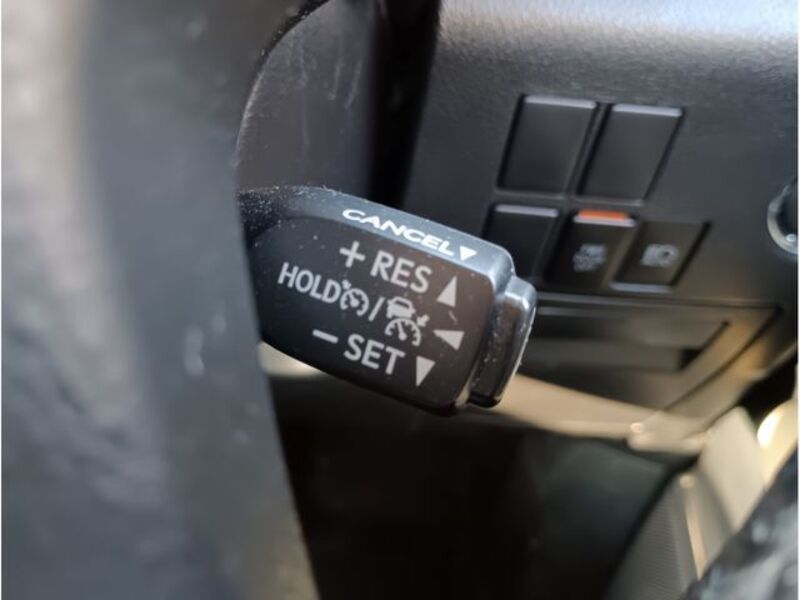 CANCEL▼
+ RES ▲
HOLD /
− SET ▼